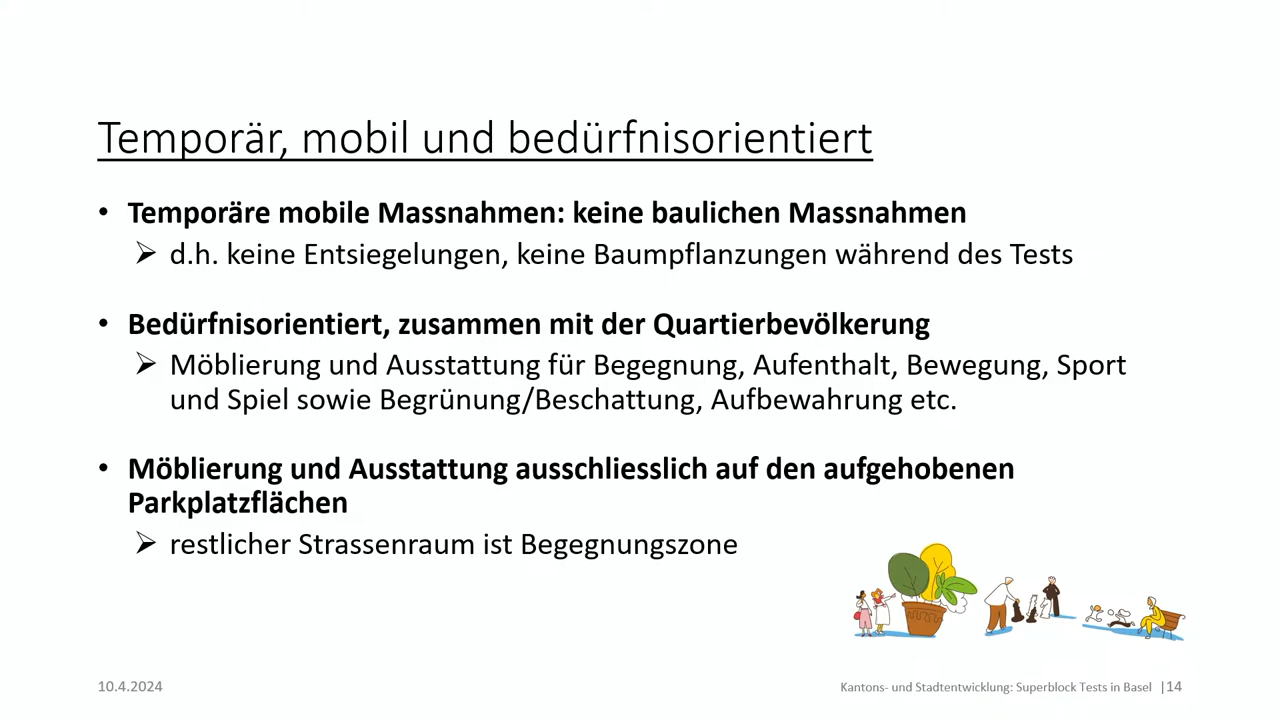 Temporär, mobil und bedürfnisorientiert
• Temporäre mobile Massnahmen: keine baulichen Massnahmen
➢ d.h. keine Entsiegelungen, keine Baumpflanzungen während des Tests
• Bedürfnisorientiert, zusammen mit der Quartierbevölkerung
➢ Möblierung und Ausstattung für Begegnung, Aufenthalt, Bewegung, Sport
und Spiel sowie Begrünung/Beschattung, Aufbewahrung etc.
• Möblierung und Ausstattung ausschliesslich auf den aufgehobenen
Parkplatzflächen
➢ restlicher Strassenraum ist Begegnungszone
10.4.2024
Kantons- und Stadtentwicklung: Superblock Tests in Basel |14